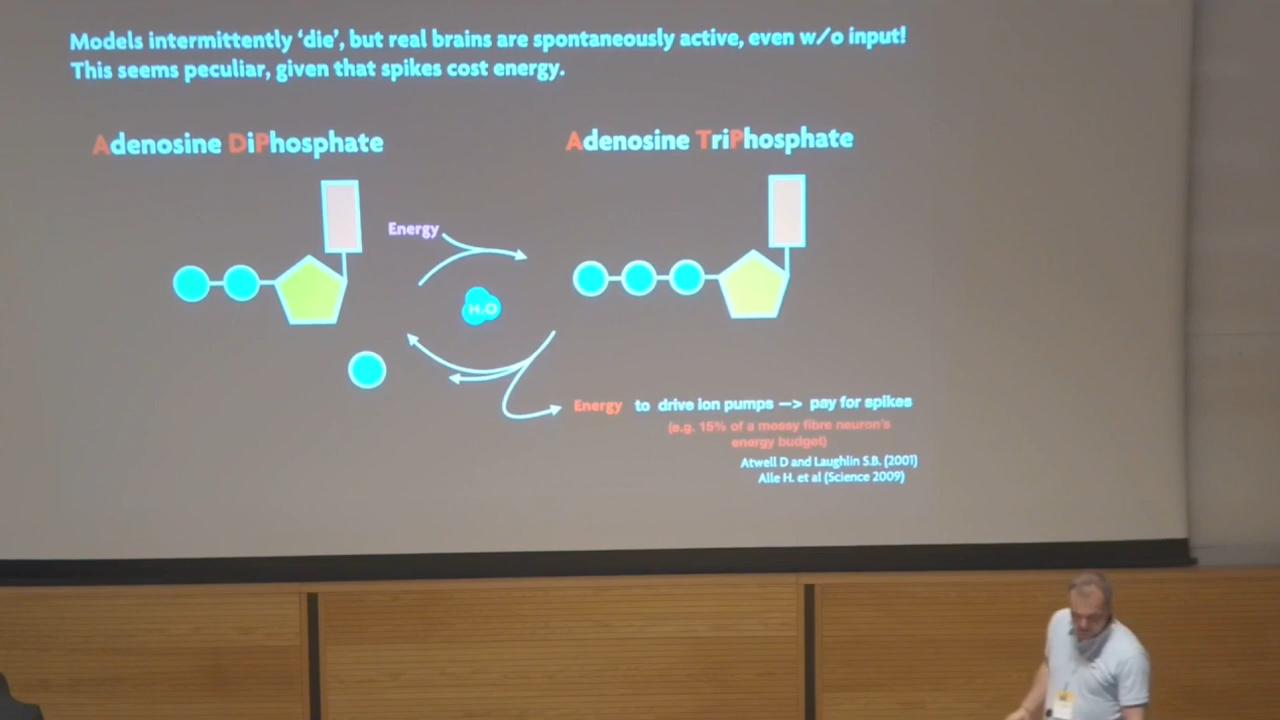 Models intermittently ‘die’, but real brains are spontaneously active, even w/o input!
This seems peculiar, given that spikes cost energy.
Adenosine DiPhosphate
Adenosine TriPhosphate
Energy
H2O
Energy to drive ion pumps —> pay for spikes
(e.g. 15% of a mossy fibre neuron's
energy budget)
Atwell D and Laughlin S.B. (2001)
Alle H. et al (Science 2009)